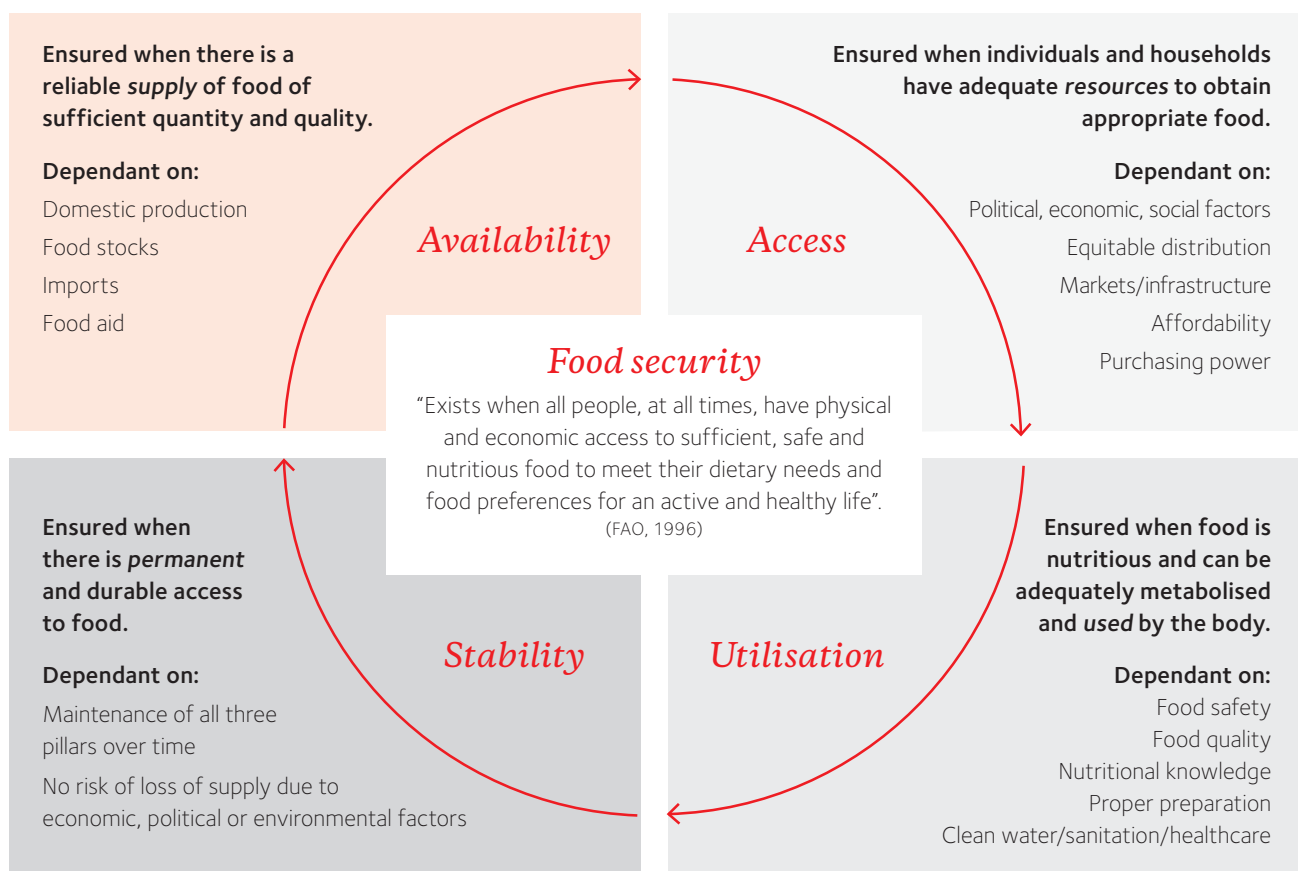 Ensured when there is a
reliable supply of food of
sufficient quantity and quality.
Dependant on:
Domestic production
Food stocks
Imports
Food aid
Availability
Ensured when individuals and households
have adequate resources to obtain
appropriate food.
Dependant on:
Political, economic, social factors
Equitable distribution
Markets/infrastructure
Affordability
Purchasing power
Access
Food security
“Exists when all people, at all times, have physical
and economic access to sufficient, safe and
nutritious food to meet their dietary needs and
food preferences for an active and healthy life”.
(FAO, 1996)
Ensured when
there is permanent
and durable access
to food.
Dependant on:
Maintenance of all three
pillars over time
No risk of loss of supply due to
economic, political or environmental factors
Stability
Utilisation
Ensured when food is
nutritious and can be
adequately metabolised
and used by the body.
Dependant on:
Food safety
Food quality
Nutritional knowledge
Proper preparation
Clean water/sanitation/healthcare